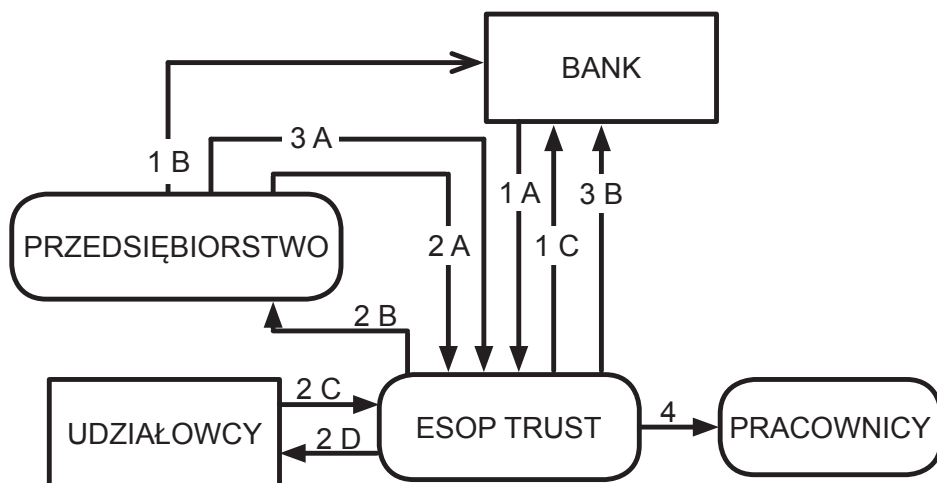 BANK
3 A
1 B
1 A
3 B
PRZEDSIĘBIORSTWO
2 A
1 C
2 B
2 C
UDZIAŁOWCY
ESOP TRUST
4
PRACOWNICY
2 D